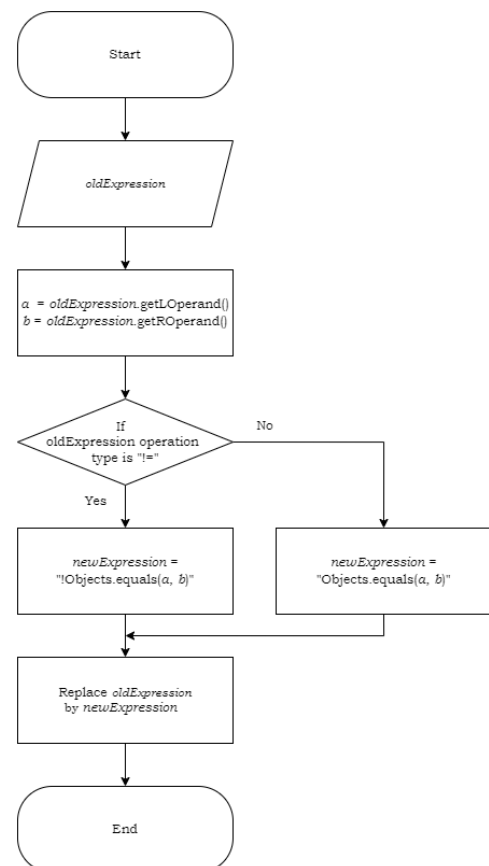 Start
oldExpression
a = oldExpression.getLOperand()
b = oldExpression.getROperand()
If
oldExpression operation
type is "!="
No
Yes
newExpression =
"!Objects.equals(a, b)"
newExpression =
"Objects.equals(a, b)"
Replace oldExpression
by newExpression
End